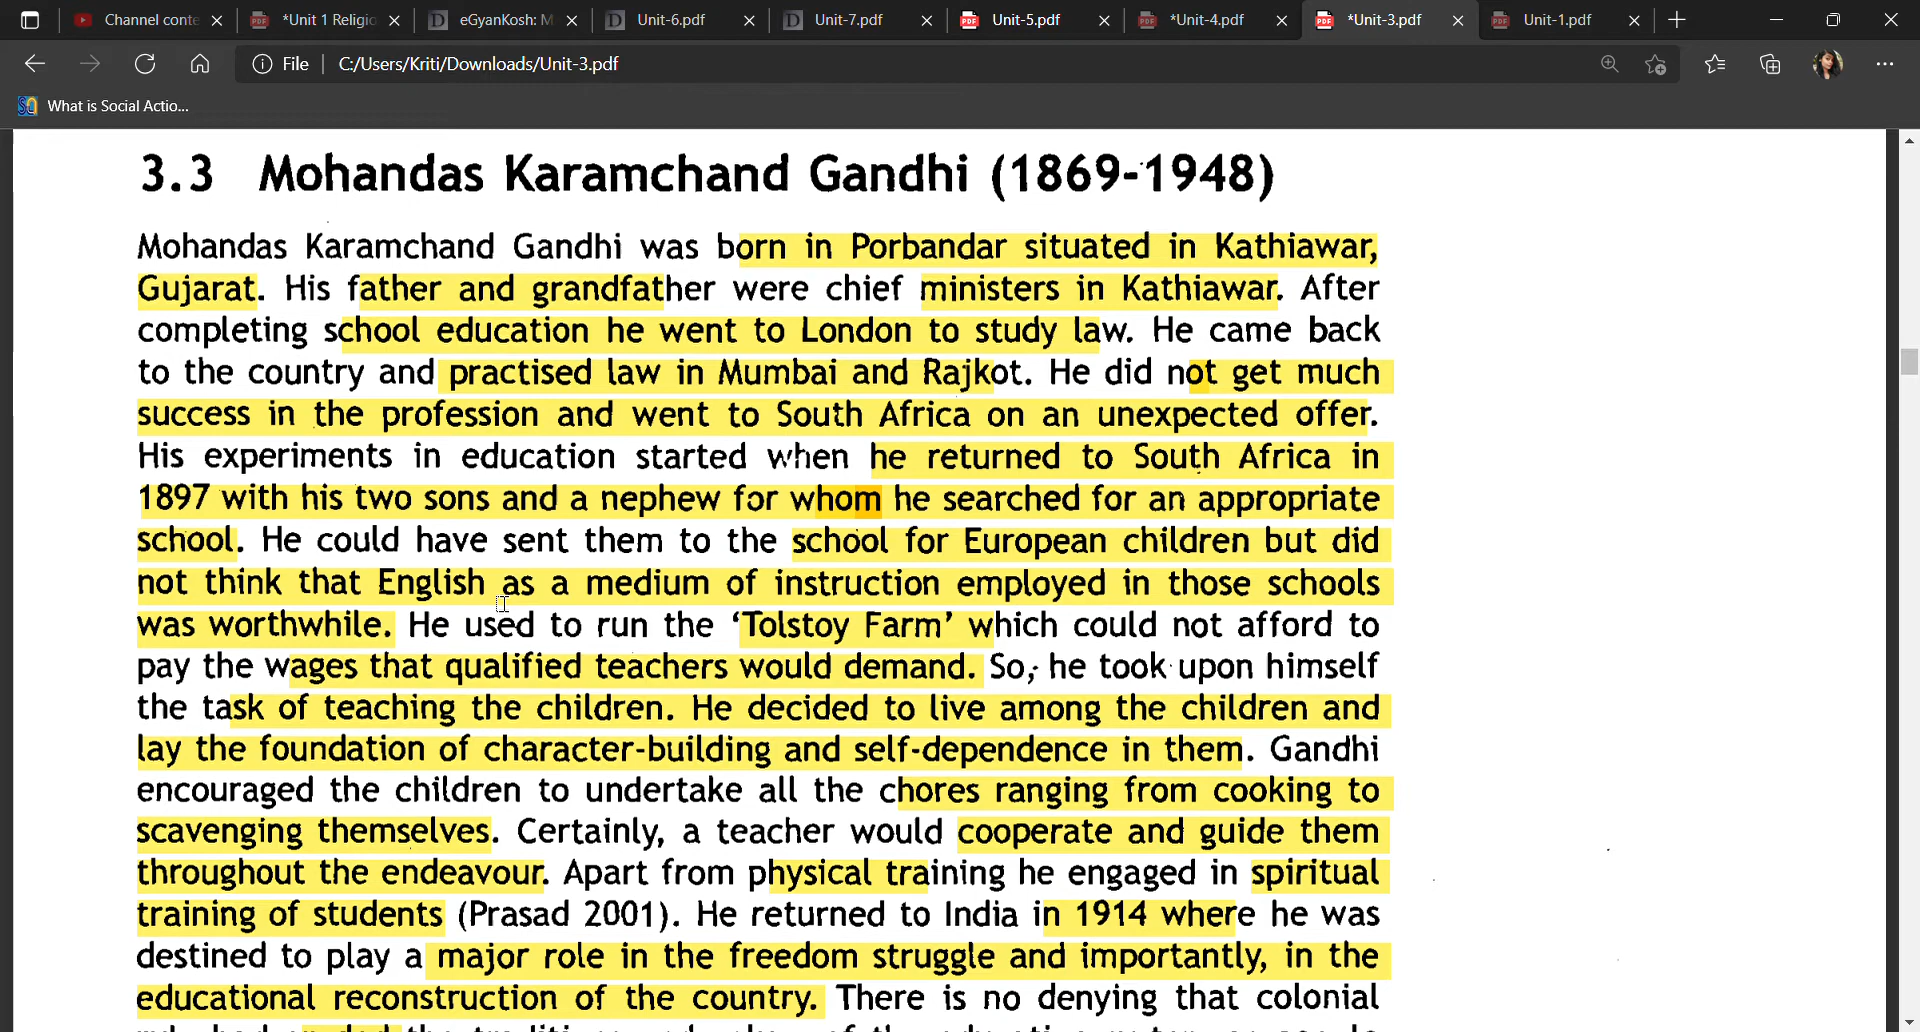 Channel conte
*Unit 1 Religio
eGyanKosh: M
Unit-6.pdf
Unit-7.pdf
Unit-5.pdf
*Unit-4.pdf
*Unit-3.pdf
Unit-1.pdf
File
C:/Users/Kriti/Downloads/Unit-3.pdf
What is Social Actio...
3.3 Mohandas Karamchand Gandhi (1869-1948)
Mohandas Karamchand Gandhi was born in Porbandar situated in Kathiawar,
Gujarat. His father and grandfather were chief ministers in Kathiawar. After
completing school education he went to London to study law. He came back
to the country and practised law in Mumbai and Rajkot. He did not get much
success in the profession and went to South Africa on an unexpected offer.
His experiments in education started when he returned to South Africa in
1897 with his two sons and a nephew for whom he searched for an appropriate
school. He could have sent them to the school for European children but did
not think that English as a medium of instruction employed in those schools
was worthwhile. He used to run the ‘Tolstoy Farm’ which could not afford to
pay the wages that qualified teachers would demand. So, he took upon himself
the task of teaching the children. He decided to live among the children and
lay the foundation of character-building and self-dependence in them. Gandhi
encouraged the children to undertake all the chores ranging from cooking to
scavenging themselves. Certainly, a teacher would cooperate and guide them
throughout the endeavour. Apart from physical training he engaged in spiritual
training of students (Prasad 2001). He returned to India in 1914 where he was
destined to play a major role in the freedom struggle and importantly, in the
educational reconstruction of the country. There is no denying that colonial